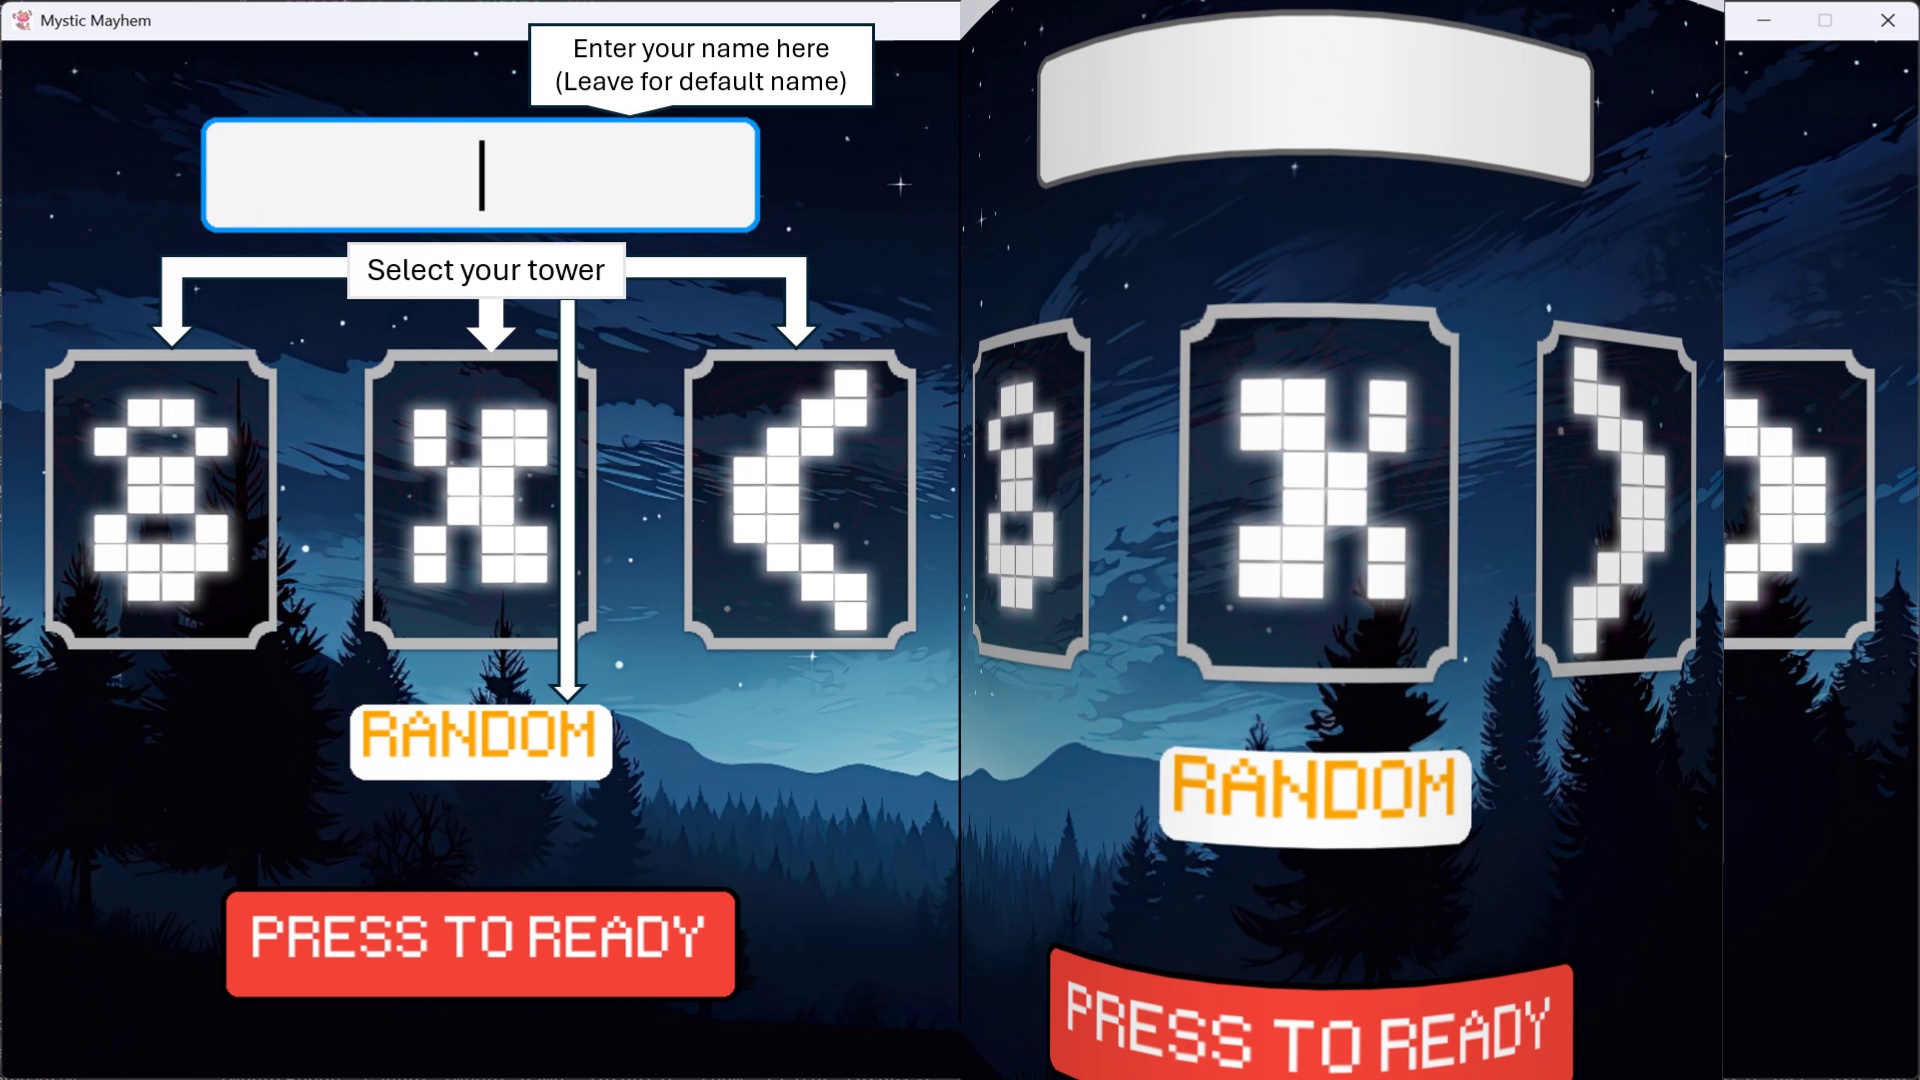 Mystic Mayhem
Enter your name here
(Leave for default name)
Select your tower
RANDOM
PRESS TO READY
RANDOM
PRESS TO READY